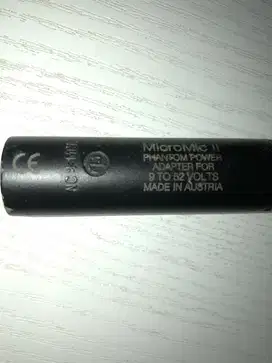 CE
MicroMic II
PHANTOM POWER
ADAPTER FOR
9 TO 52 VOLTS
MADE IN AUSTRIA